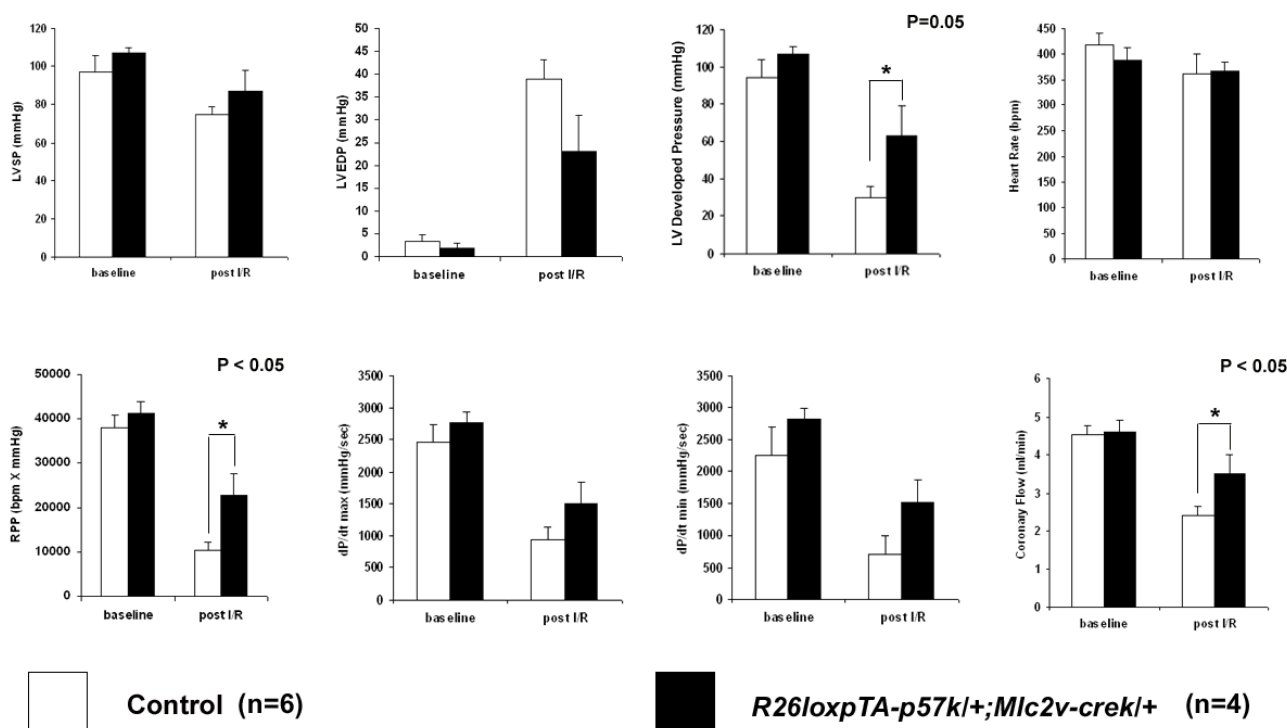 120
100
80
60
40
20
0
LVSP (mmHg)
baseline
post I/R
50
45
40
35
30
25
20
15
10
5
0
LVEDP (mmHg)
baseline
post I/R
P=0.05
120
100
80
60
40
20
0
LV Developed Pressure (mmHg)
*
baseline
post I/R
450
400
350
300
250
200
150
100
50
0
Heart Rate (bpm)
baseline
post I/R
P < 0.05
50000
40000
30000
20000
10000
0
RPP (bpm X mmHg)
*
baseline
post I/R
3500
3000
2500
2000
1500
1000
500
0
dP/dt max (mmHg/sec)
baseline
post I/R
3500
3000
2500
2000
1500
1000
500
0
dP/dt min (mmHg/sec)
baseline
post I/R
P < 0.05
6
5
4
3
2
1
0
Coronary Flow (ml/min)
*
baseline
post I/R
Control (n=6)
R26loxpTA-p57k/+;Mlc2v-crek/+ (n=4)